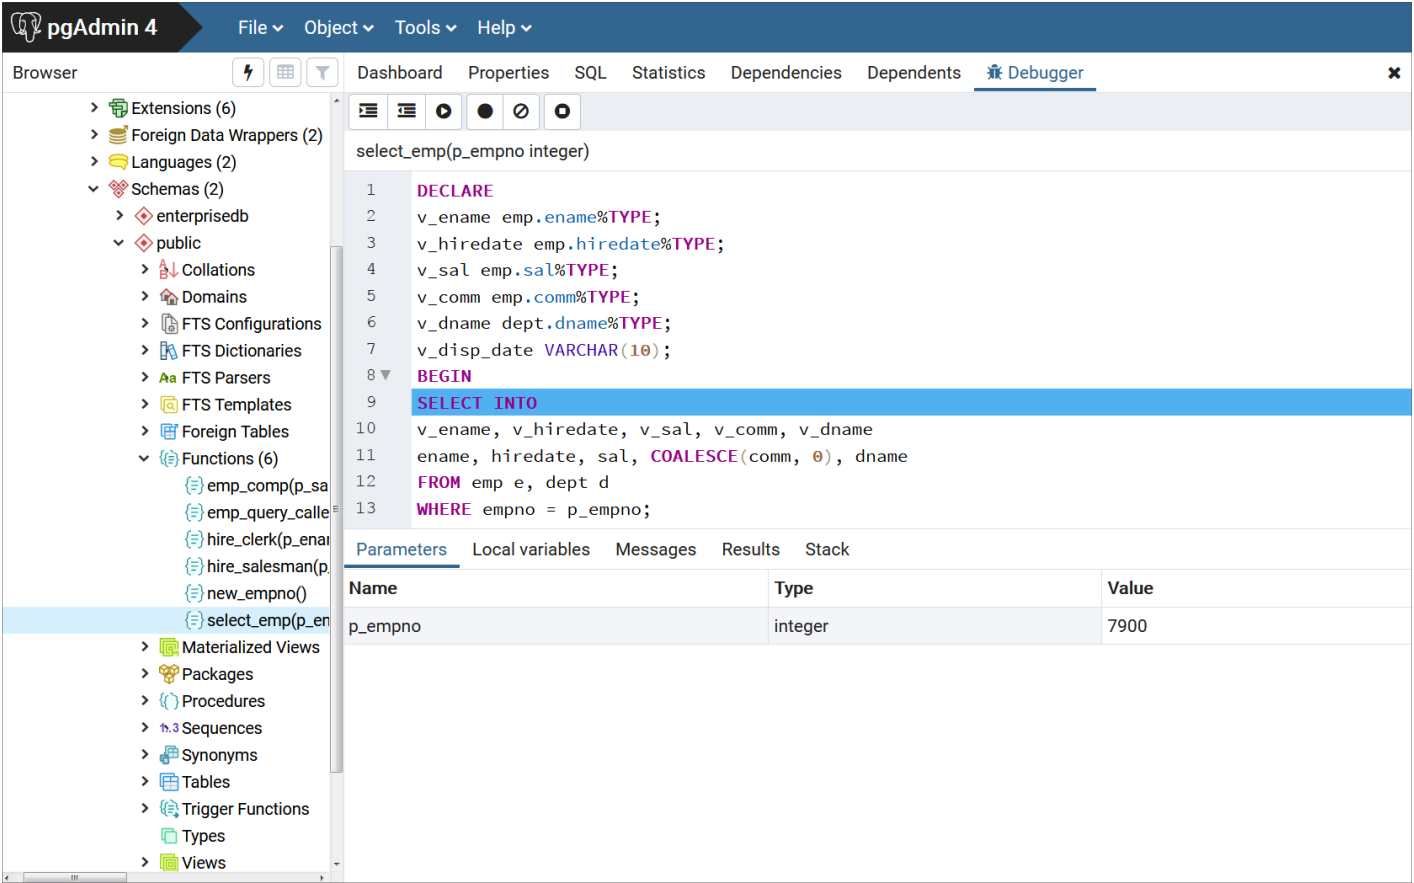 pgAdmin 4
File Object Tools Help
Browser
Dashboard Properties SQL Statistics Dependencies Dependents Debugger
Extensions (6)
Foreign Data Wrappers (2)
Languages (2)
Schemas (2)
enterprisedb
public
Collations
Domains
FTS Configurations
FTS Dictionaries
Aa FTS Parsers
FTS Templates
Foreign Tables
Functions (6)
emp_comp(p_sa
emp_query_calle
hire_clerk(p_enar
hire_salesman(p_
new_empno()
select_emp(p_en
Materialized Views
Packages
Procedures
1..3 Sequences
Synonyms
Tables
Trigger Functions
Types
Views
select_emp(p_empno integer)
1 DECLARE
2 v_ename emp.ename%TYPE;
3 v_hiredate emp.hiredate%TYPE;
4 v_sal emp.sal%TYPE;
5 v_comm emp.comm%TYPE;
6 v_dname dept.dname%TYPE;
7 v_disp_date VARCHAR(10);
8 BEGIN
9 SELECT INTO
10 v_ename, v_hiredate, v_sal, v_comm, v_dname
11 ename, hiredate, sal, COALESCE(comm, 0), dname
12 FROM emp e, dept d
13 WHERE empno = p_empno;
Parameters Local variables Messages Results Stack
Name Type Value
p_empno integer 7900